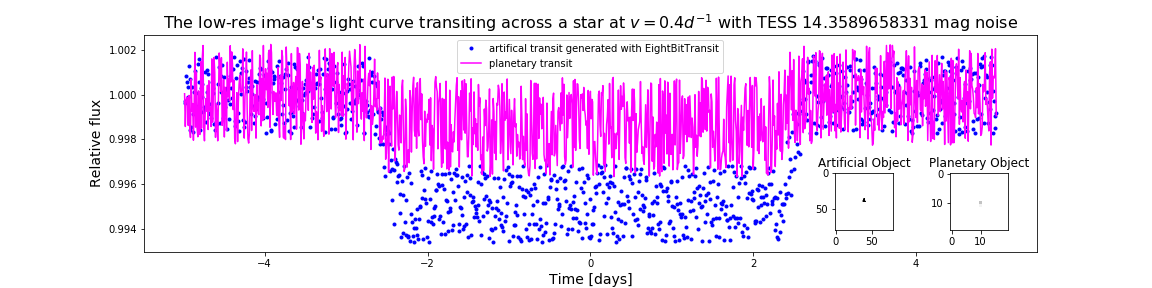 The low-res image's light curve transiting across a star at v = 0.4d⁻¹ with TESS 14.3589658331 mag noise
artifical transit generated with EightBitTransit
planetary transit
Relative flux
1.002
1.000
0.998
0.996
0.994
Artificial Object
0
50
0
50
Planetary Object
0
10
0
10
−4
−2
0
2
4
Time [days]